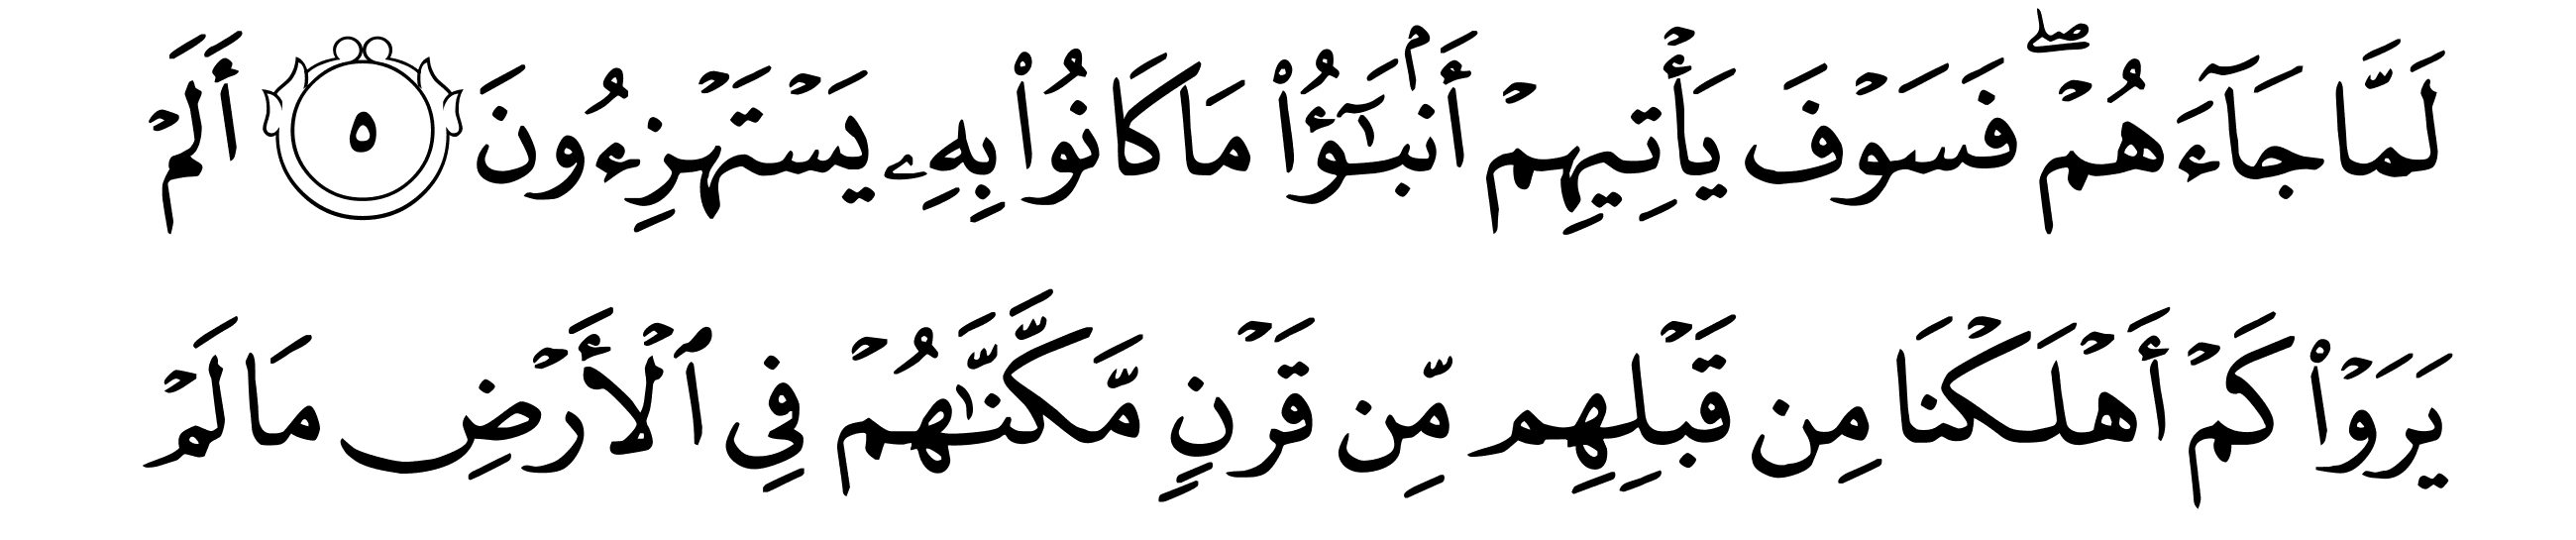 لَمَّا جَآءَهُمۡ ۖ فَسَوۡفَ يَأۡتِيهِمۡ أَنۢبَـٰٓؤُاْ مَا كَانُواْ بِهِۦ يَسۡتَهۡزِءُونَ ٥ أَلَمۡ
يَرَوۡاْ كَمۡ أَهۡلَكۡنَا مِن قَبۡلِهِم مِّن قَرۡنٍ مَّكَّنَّـٰهُمۡ فِي ٱلۡأَرۡضِ مَا لَمۡ